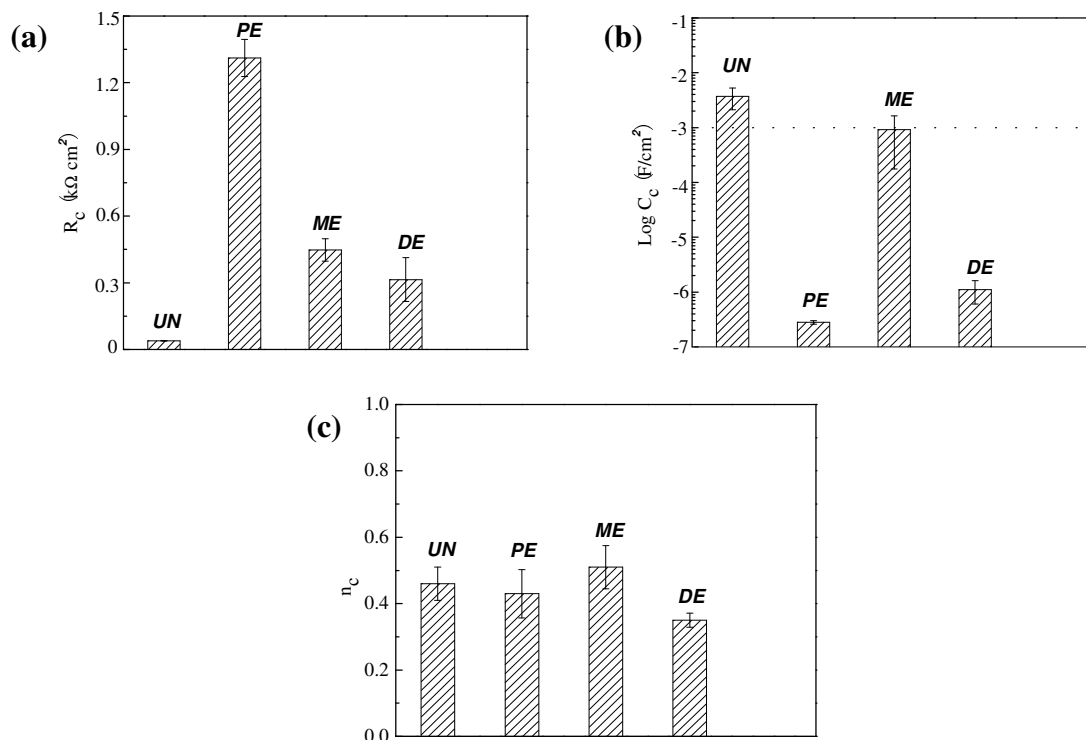 (a)
R_c (kΩ cm²)
1.5
1.2
0.9
0.6
0.3
0
UN
PE
ME
DE
(b)
Log C_c (F/cm²)
-1
-2
-3
-4
-5
-6
-7
UN
PE
ME
DE
(c)
n_c
1.0
0.8
0.6
0.4
0.2
0.0
UN
PE
ME
DE